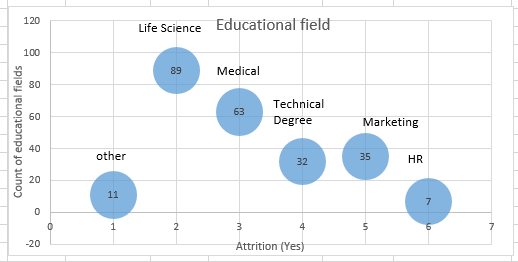 Educational field
120
100
80
60
40
20
0
-20
Count of educational fields
Life Science
89
Medical
63
Technical
Degree
32
Marketing
35
HR
7
other
11
0 1 2 3 4 5 6 7
Attrition (Yes)